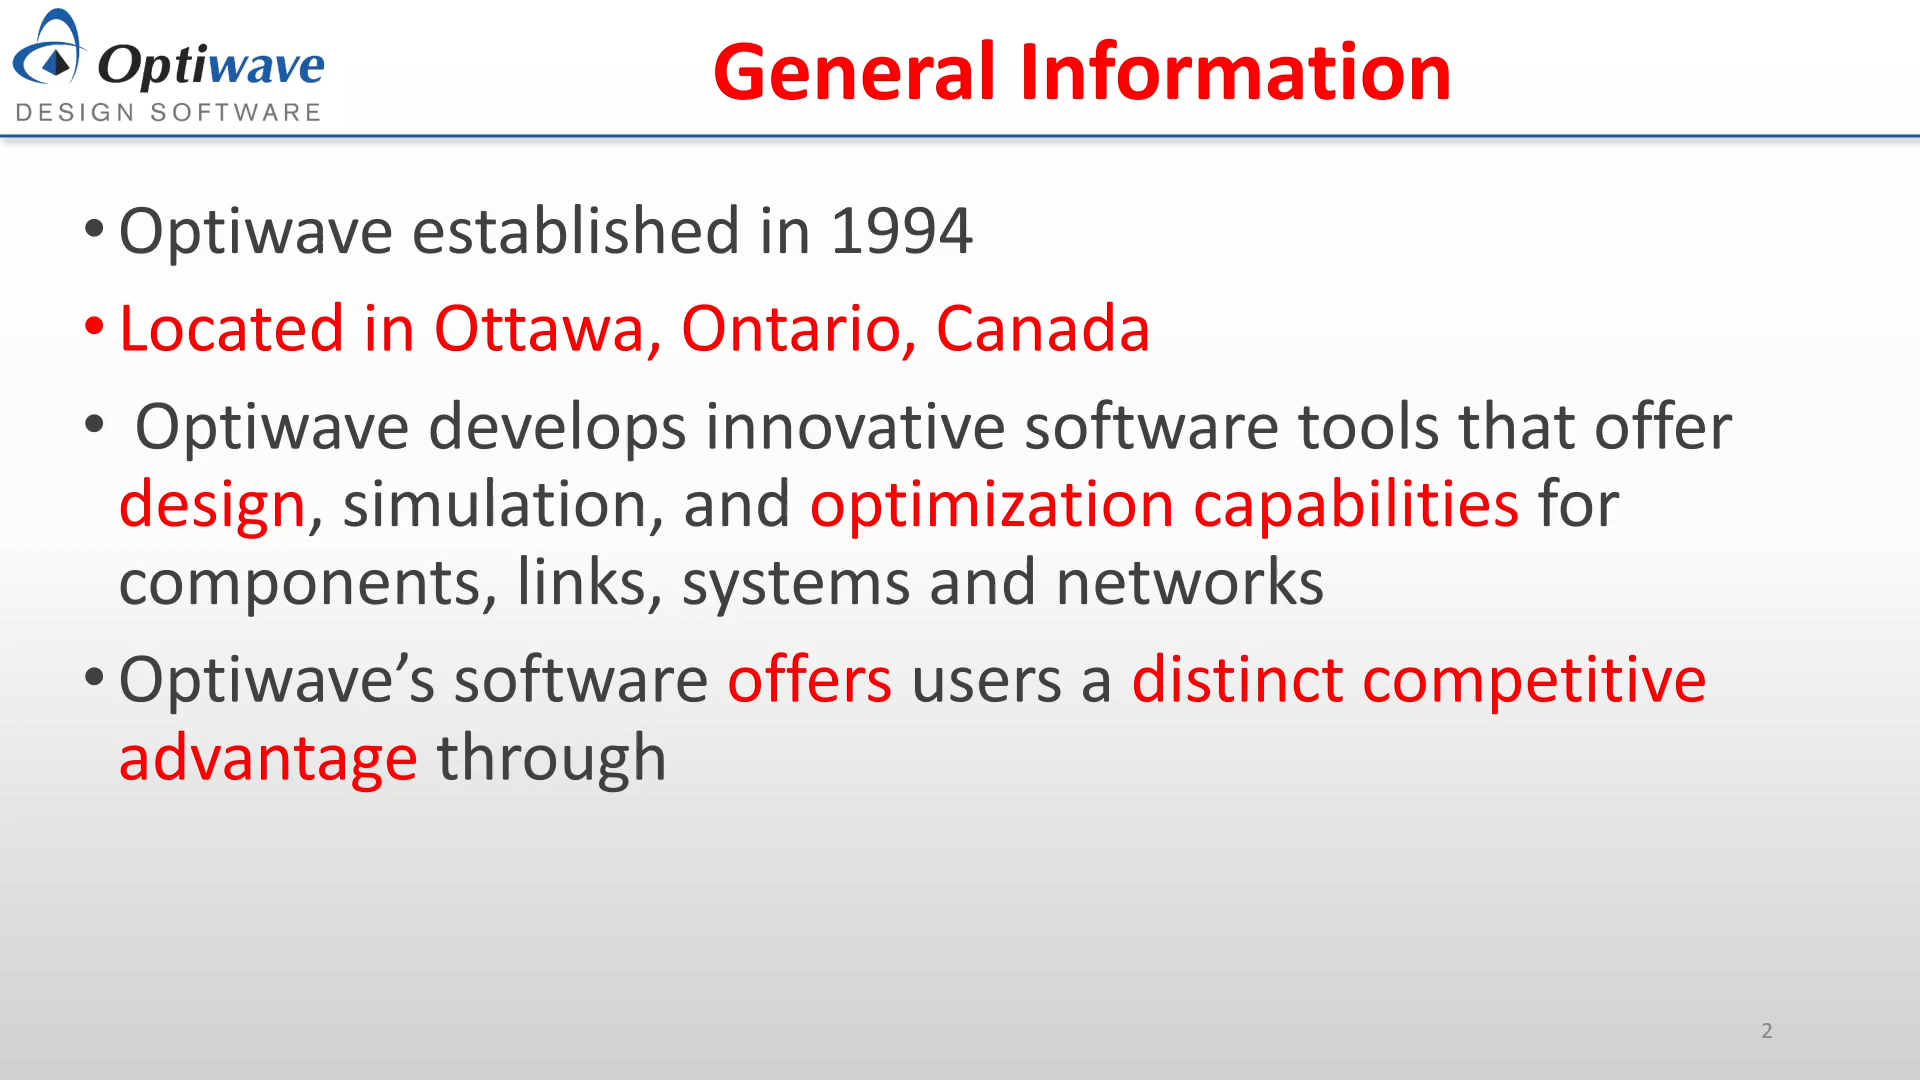 Optiwave
DESIGN SOFTWARE
General Information
• Optiwave established in 1994
• Located in Ottawa, Ontario, Canada
• Optiwave develops innovative software tools that offer
design, simulation, and optimization capabilities for
components, links, systems and networks
• Optiwave’s software offers users a distinct competitive
advantage through
2